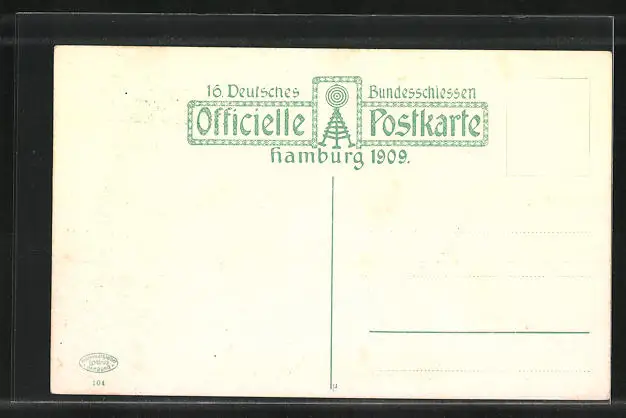 16. Deutsches Bundesschiessen
Officielle Postkarte
Hamburg 1909.
104